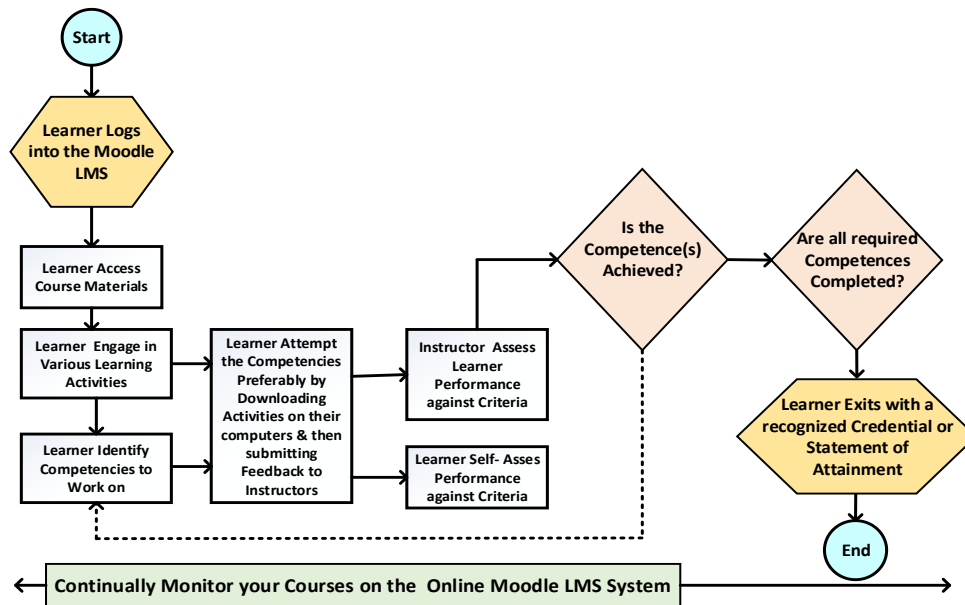 Start
Learner Logs
into the Moodle
LMS
Learner Access
Course Materials
Learner Engage in
Various Learning
Activities
Learner Identify
Competencies to
Work on
Learner Attempt
the Competencies
Preferably by
Downloading
Activities on their
computers & then
submitting
Feedback to
Instructors
Instructor Assess
Learner
Performance
against Criteria
Learner Self- Asses
Performance
against Criteria
Is the
Competence(s)
Achieved?
Are all required
Competences
Completed?
Learner Exits with a
recognized Credential or
Statement of
Attainment
End
Continually Monitor your Courses on the Online Moodle LMS System